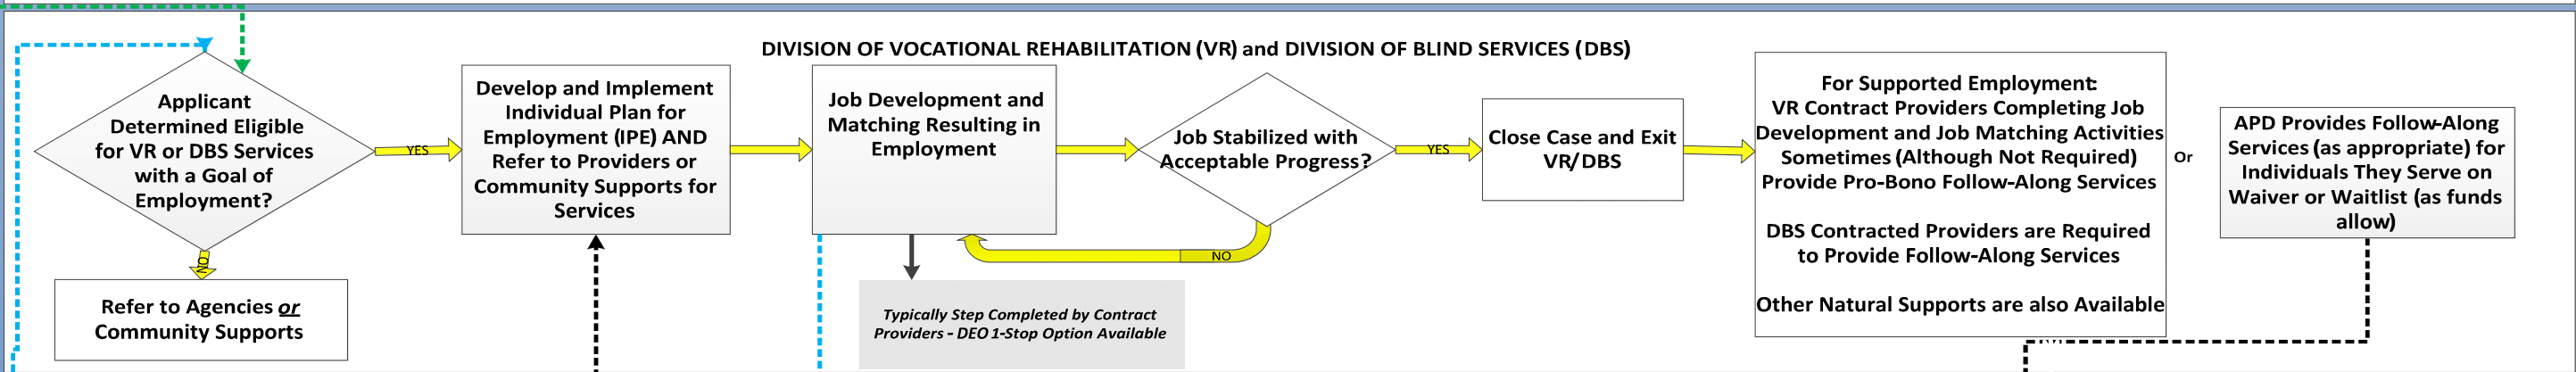 DIVISION OF VOCATIONAL REHABILITATION (VR) and DIVISION OF BLIND SERVICES (DBS)
Applicant
Determined Eligible
for VR or DBS Services
with a Goal of
Employment?
YES
NO
Refer to Agencies or
Community Supports
Develop and Implement
Individual Plan for
Employment (IPE) AND
Refer to Providers or
Community Supports for
Services
Job Development and
Matching Resulting in
Employment
Typically Step Completed by Contract
Providers - DEO 1-Stop Option Available
Job Stabilized with
Acceptable Progress?
NO
YES
Close Case and Exit
VR/DBS
For Supported Employment:
VR Contract Providers Completing Job
Development and Job Matching Activities
Sometimes (Although Not Required)
Provide Pro-Bono Follow-Along Services
DBS Contracted Providers are Required
to Provide Follow-Along Services
Other Natural Supports are also Available
Or
APD Provides Follow-Along
Services (as appropriate) for
Individuals They Serve on
Waiver or Waitlist (as funds
allow)